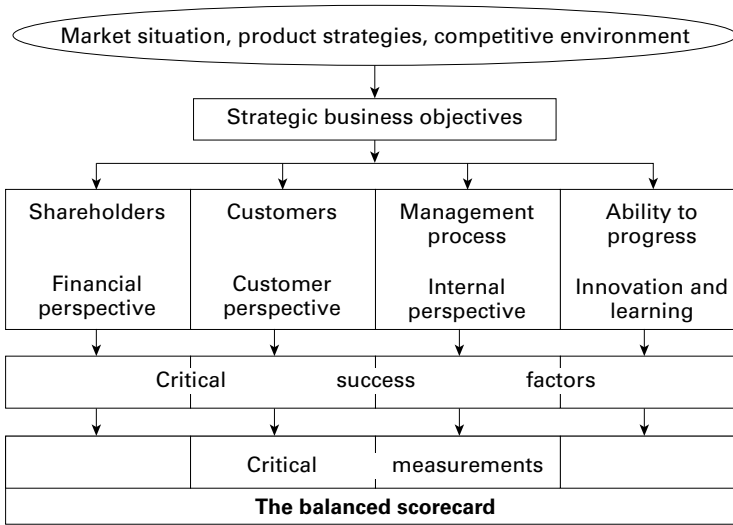 Market situation, product strategies, competitive environment
Strategic business objectives
Shareholders
Financial
perspective
Customers
Customer
perspective
Management
process
Internal
perspective
Ability to
progress
Innovation and
learning
Critical success factors
Critical measurements
The balanced scorecard